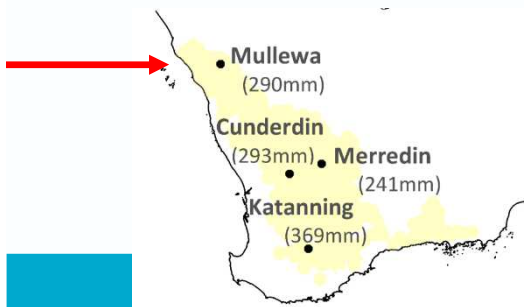 Mullewa
(290mm)
Cunderdin
(293mm)
Merredin
(241mm)
Katanning
(369mm)